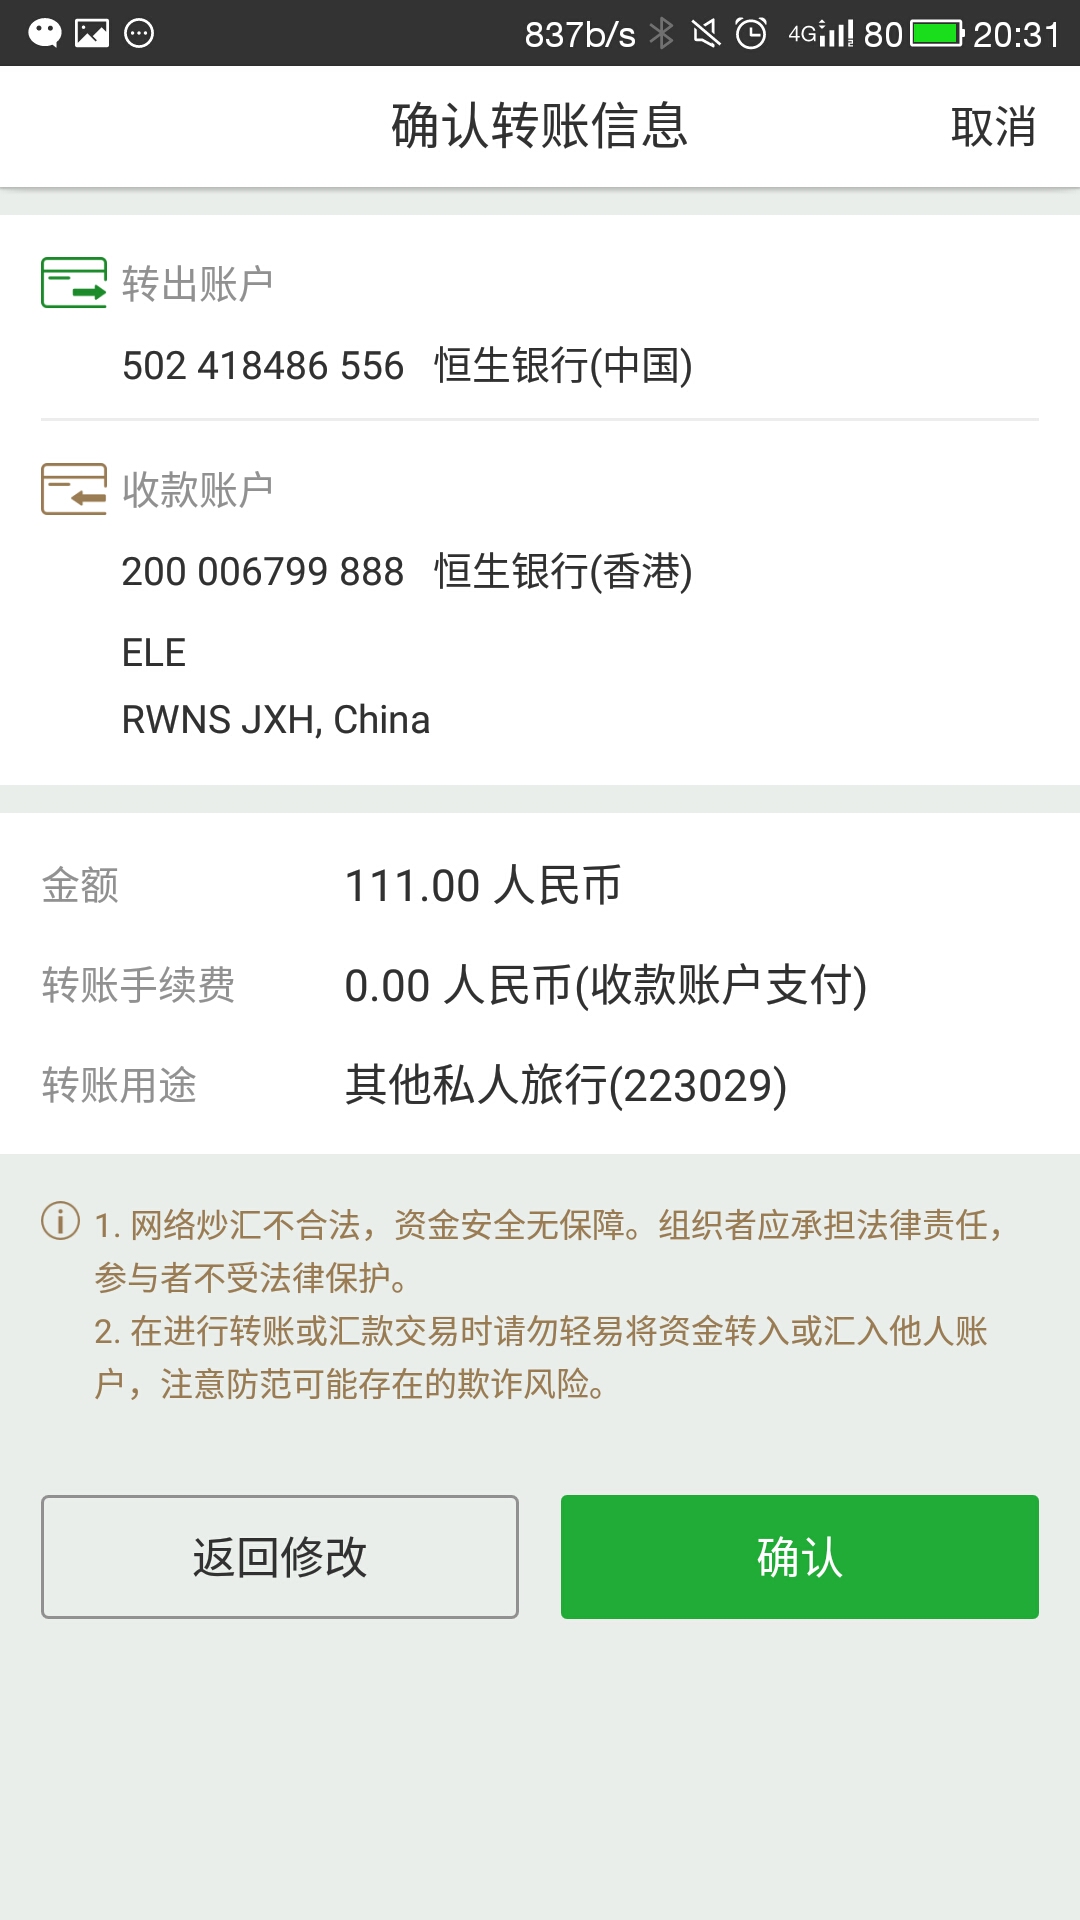 837b/s 4G 80 20:31
确认转账信息 取消
转出账户
502 418486 556 恒生银行(中国)
收款账户
200 006799 888 恒生银行(香港)
ELE
RWNS JXH, China
金额 111.00 人民币
转账手续费 0.00 人民币(收款账户支付)
转账用途 其他私人旅行(223029)
1. 网络炒汇不合法，资金安全无保障。组织者应承担法律责任，
参与者不受法律保护。
2. 在进行转账或汇款交易时请勿轻易将资金转入或汇入他人账
户，注意防范可能存在的欺诈风险。
返回修改 确认